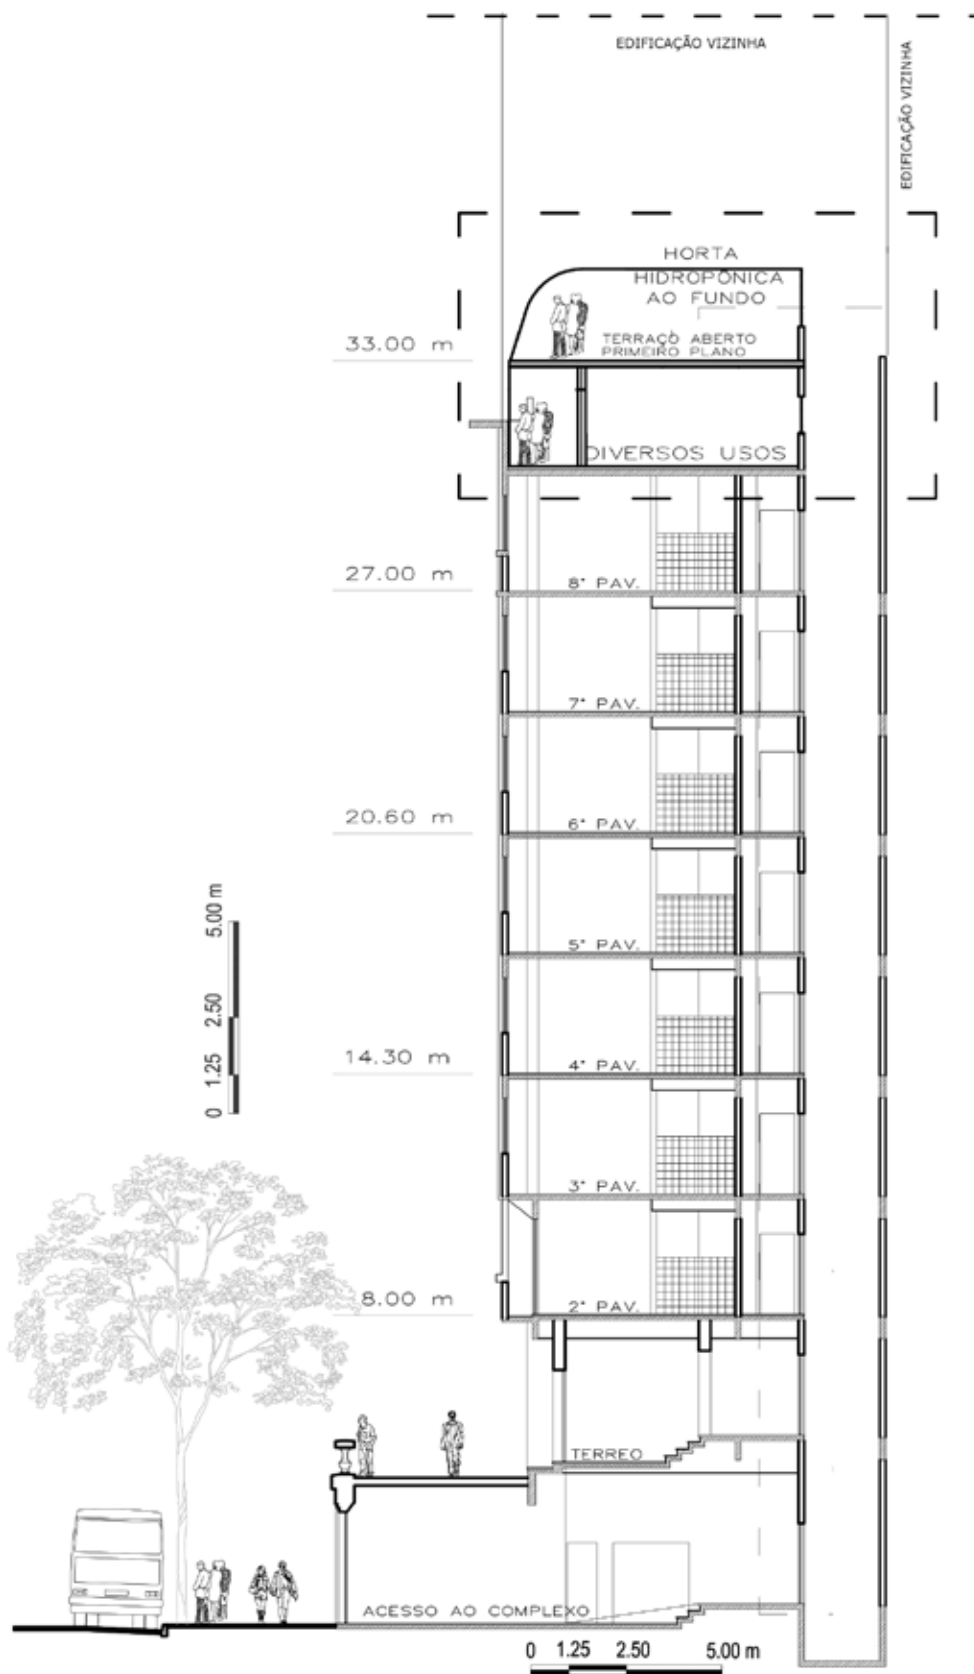 EDIFICAÇÃO VIZINHA
EDIFICAÇÃO VIZINHA
HORTA
HIDROPÔNICA
AO FUNDO
TERRAÇO ABERTO
PRIMEIRO PLANO
33.00 m
DIVERSOS USOS
27.00 m
8° PAV.
7° PAV.
20.60 m
6° PAV.
5° PAV.
14.30 m
4° PAV.
3° PAV.
8.00 m
2° PAV.
0 1.25 2.50 5.00 m
TERREO
ACESSO AO COMPLEXO
0 1.25 2.50 5.00 m